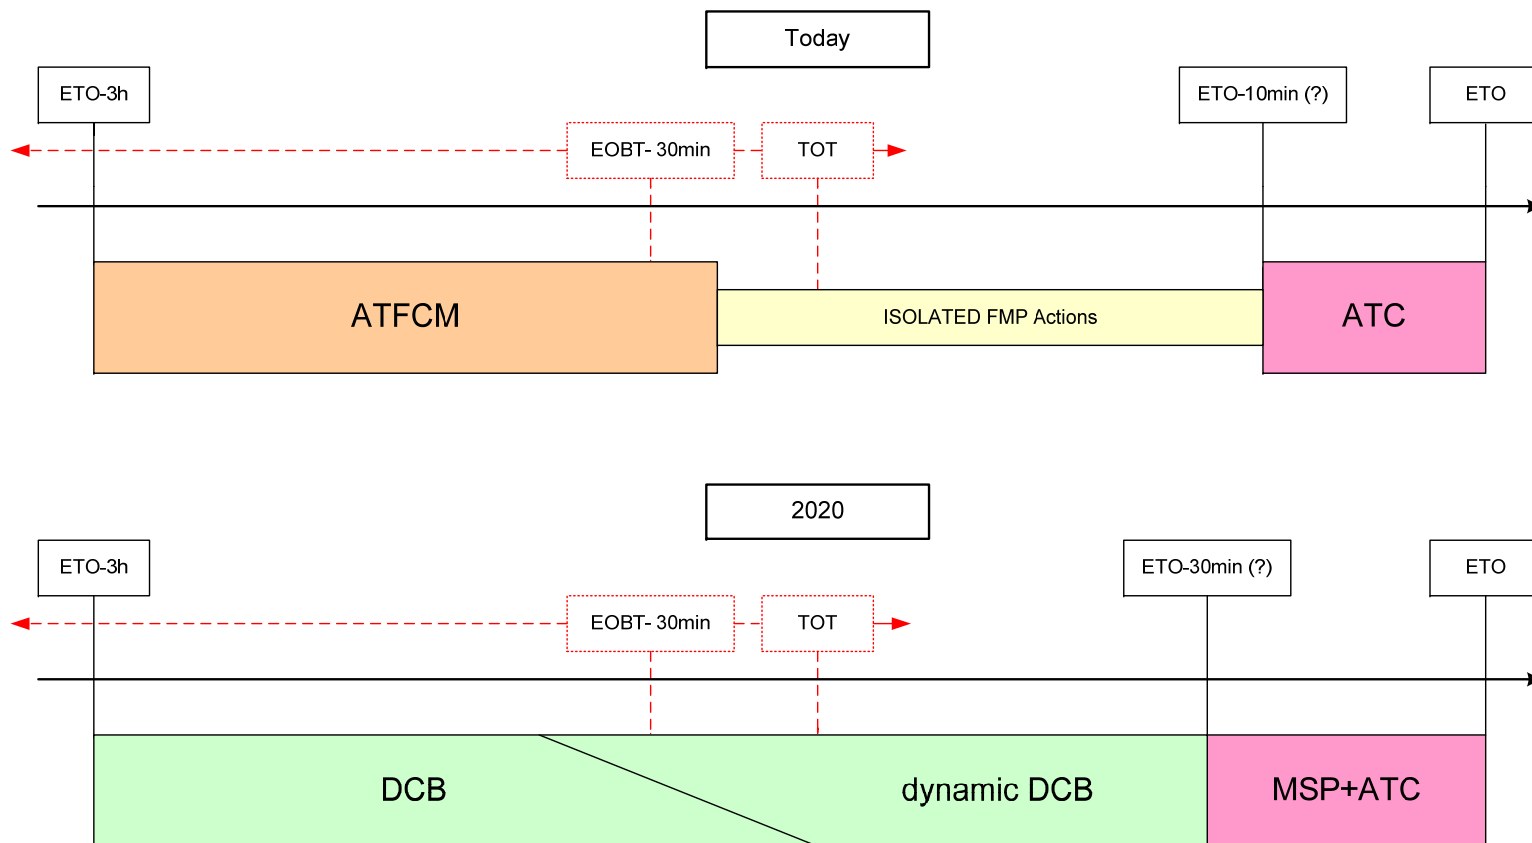 Today
ETO-3h
ETO-10min (?)
ETO
EOBT- 30min
TOT
ATFCM
ISOLATED FMP Actions
ATC
2020
ETO-3h
ETO-30min (?)
ETO
EOBT- 30min
TOT
DCB
dynamic DCB
MSP+ATC